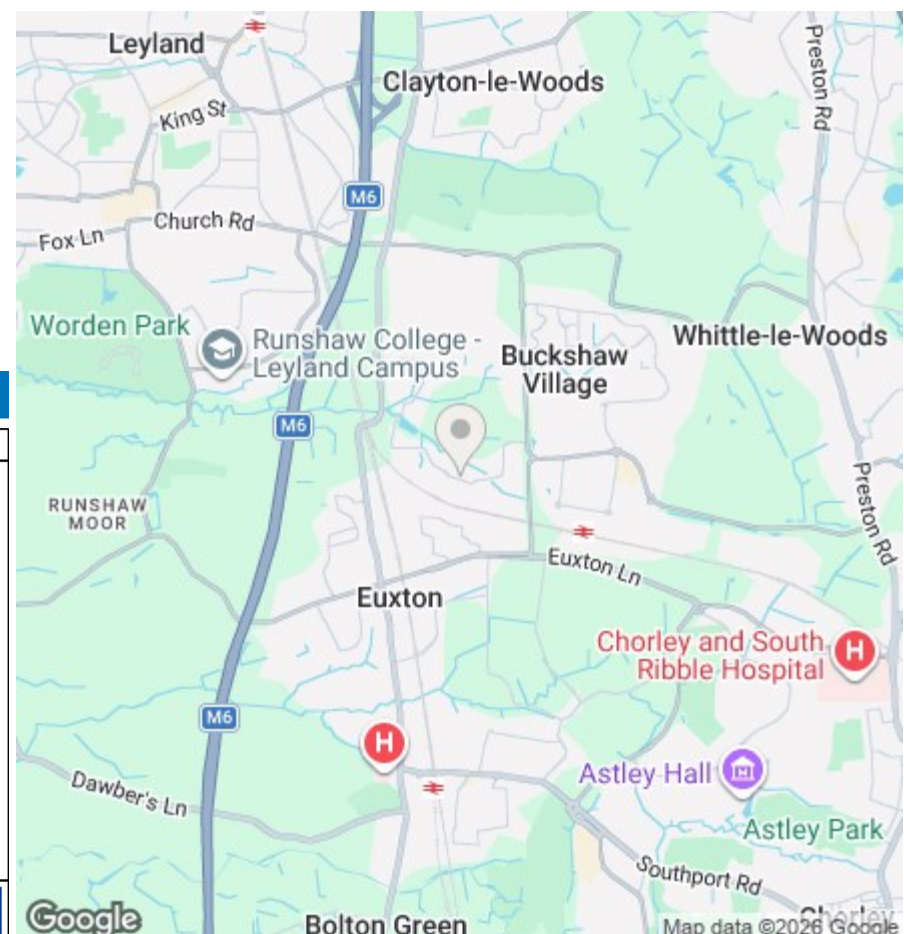 Leyland
Clayton-le-Woods
Preston Rd
King St
M6
Church Rd
Fox Ln
Worden Park
Runshaw College -
Leyland Campus
Buckshaw
Village
Whittle-le-Woods
M6
RUNSHAW
MOOR
Preston Rd
Euxton Ln
Euxton
Chorley and South
Ribble Hospital
H
M6
H
Astley Hall
Dawber's Ln
Astley Park
Southport Rd
Google
Bolton Green
Chorley
Map data ©2026 Google